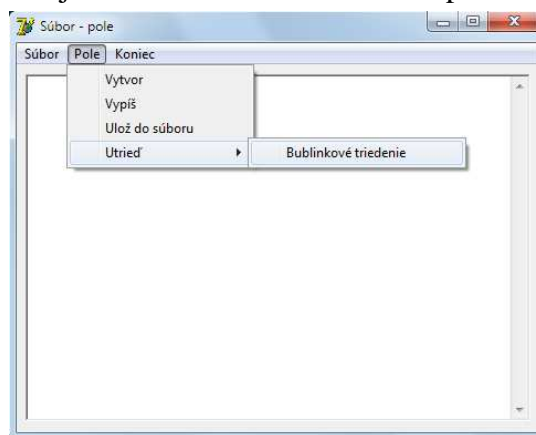 Súbor - pole
Súbor Pole Koniec
Vytvor
Vypíš
Ulož do súboru
Utrieď
Bublinkové triedenie